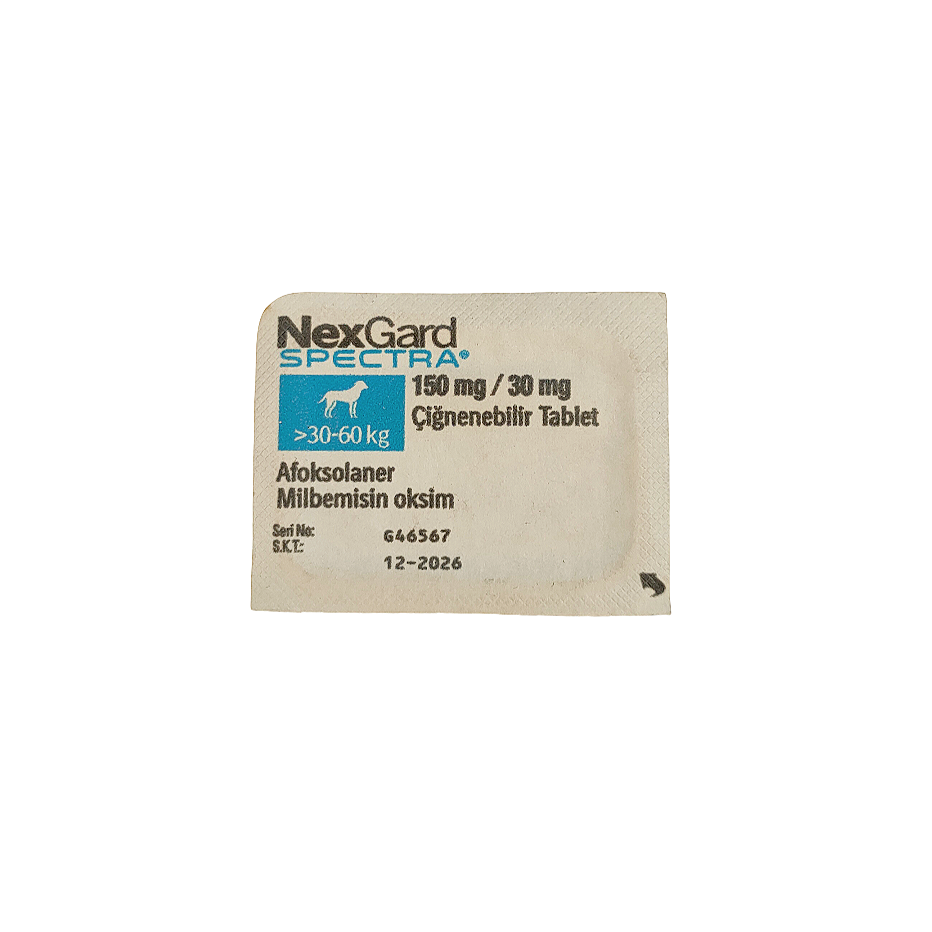 NexGard
SPECTRA®
>30-60 kg
150 mg / 30 mg
Çiğnenebilir Tablet
Afoksolaner
Milbemisin oksim
Seri No: G46567
S.K.T.: 12-2026